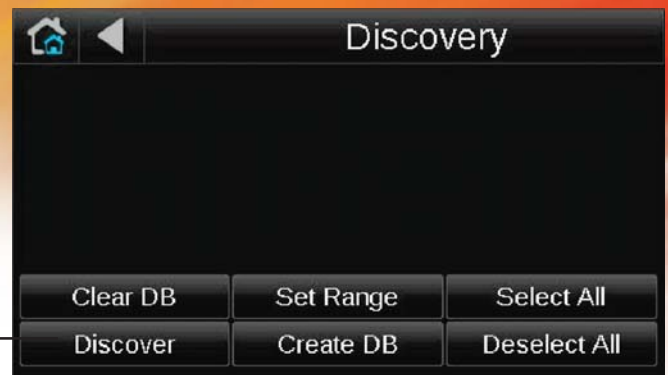 Discovery
Clear DB Set Range Select All
Discover Create DB Deselect All